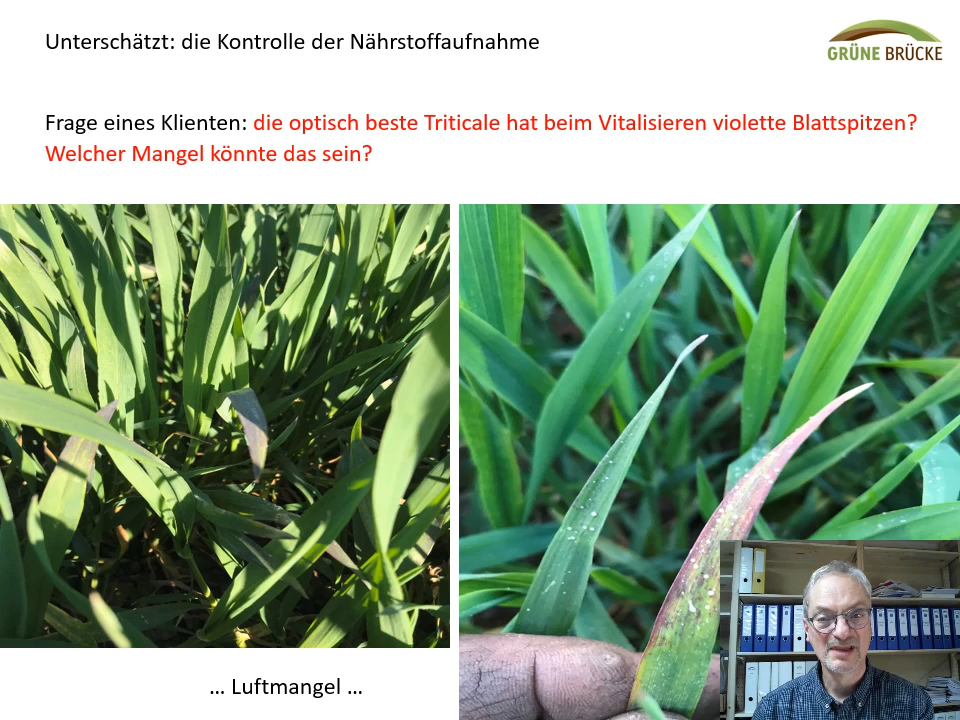 Unterschätzt: die Kontrolle der Nährstoffaufnahme
GRÜNE BRÜCKE
Frage eines Klienten: die optisch beste Triticale hat beim Vitalisieren violette Blattspitzen?
Welcher Mangel könnte das sein?
... Luftmangel ...